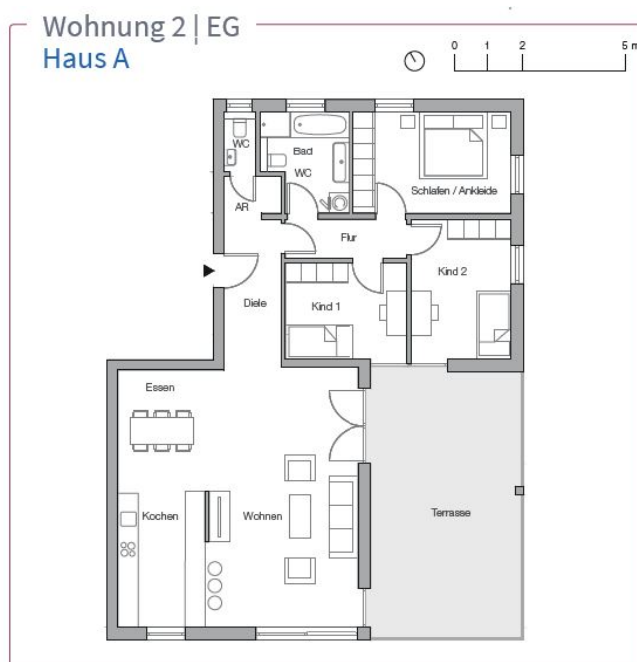 Wohnung 2 | EG
Haus A
0 1 2 5 m
WC
Bad
WC
Schlafen / Ankleide
AR
Flur
Kind 2
Diele
Kind 1
Essen
Kochen
Wohnen
Terrasse